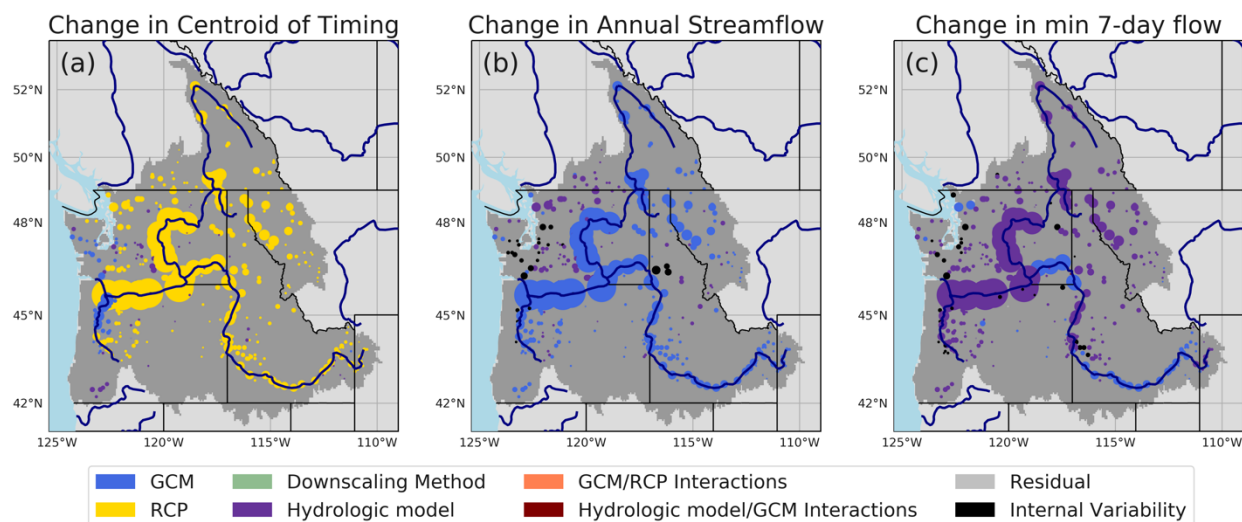 Change in Centroid of Timing
Change in Annual Streamflow
Change in min 7-day flow
(a)
(b)
(c)
52°N
50°N
48°N
45°N
42°N
125°W
120°W
115°W
110°W
52°N
50°N
48°N
45°N
42°N
125°W
120°W
115°W
110°W
52°N
50°N
48°N
45°N
42°N
125°W
120°W
115°W
110°W
GCM
RCP
Downscaling Method
Hydrologic model
GCM/RCP Interactions
Hydrologic model/GCM Interactions
Residual
Internal Variability